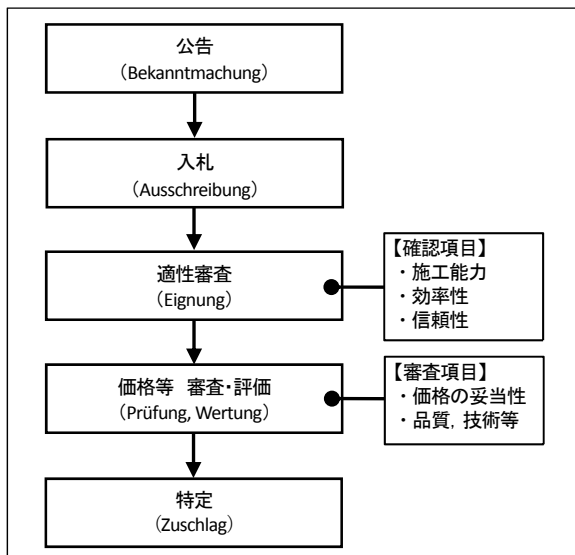 公告
(Bekanntmachung)
入札
(Ausschreibung)
適性審査
(Eignung)
【確認項目】
・施工能力
・効率性
・信頼性
価格等　審査・評価
(Prüfung, Wertung)
【審査項目】
・価格の妥当性
・品質，技術等
特定
(Zuschlag)